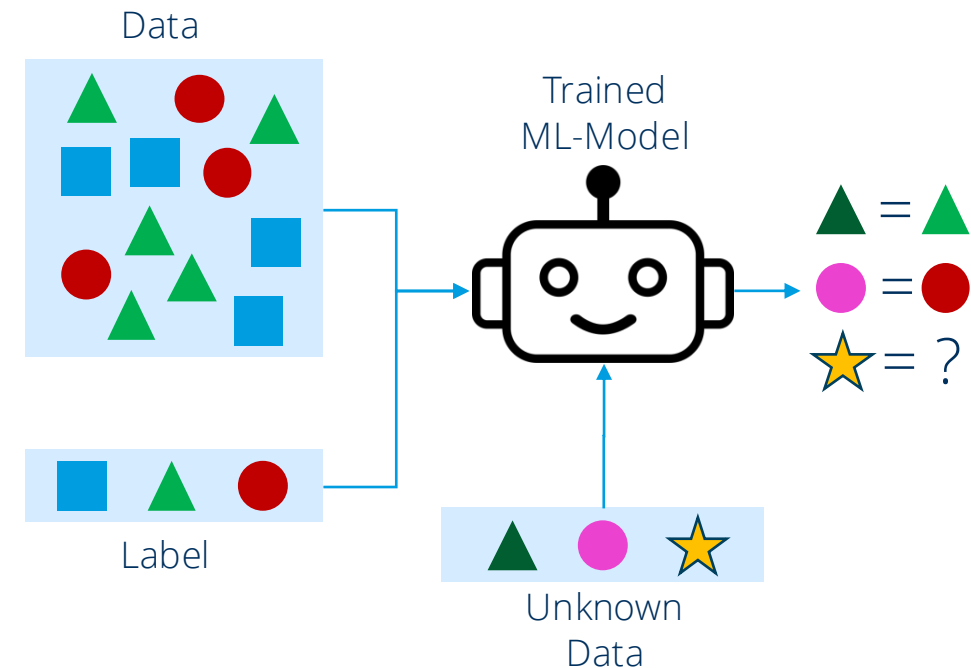 Data
Trained
ML-Model
=
=
= ?
Label
Unknown
Data